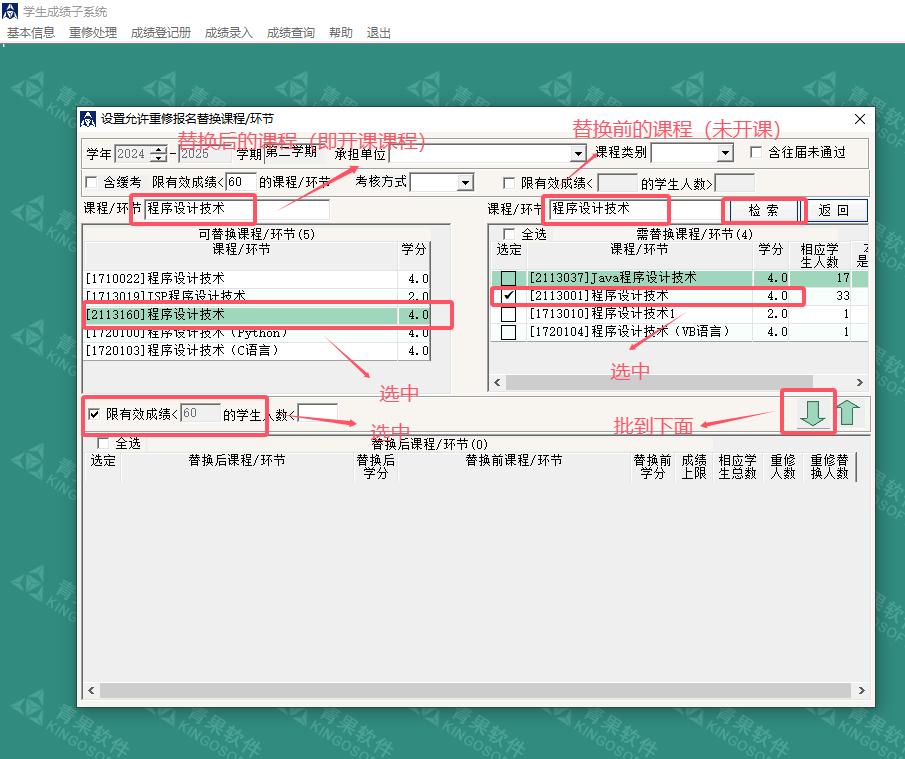 学生成绩子系统
基本信息 重修处理 成绩登记册 成绩录入 成绩查询 帮助 退出
设置允许重修报名替换课程/环节
替换后的课程（即开课课程） 替换前的课程（未开课）
学年 2024 - 2025 学期 第二学期 承担单位 课程类别 含往届未通过
含缓考 限有效成绩< 60 的课程/环节 考核方式 限有效成绩< 的学生人数>
课程/环节 程序设计技术 课程/环节 程序设计技术 检 索 返 回
可替换课程/环节(5) 全选 需替换课程/环节(4)
课程/环节 学分 选定 课程/环节 学分 相应学生人数
[1710022]程序设计技术 4.0 [2113037]Java程序设计技术 4.0 17
[1713019]JSP程序设计技术 2.0 [2113001]程序设计技术 4.0 33
[2113160]程序设计技术 4.0 [1713010]程序设计技术1 2.0 1
[1720100]程序设计技术（Python） 4.0 [1720104]程序设计技术（VB语言） 4.0 1
[1720103]程序设计技术（C语言） 4.0
选中 选中
限有效成绩< 60 的学生人数<
选中 批到下面
全选 替换后课程/环节(0)
选定 替换后课程/环节 替换后学分 替换前课程/环节 替换前学分 成绩上限 相应学生总数 重修人数 重修替换人数
青果软件
KINGOSOFT